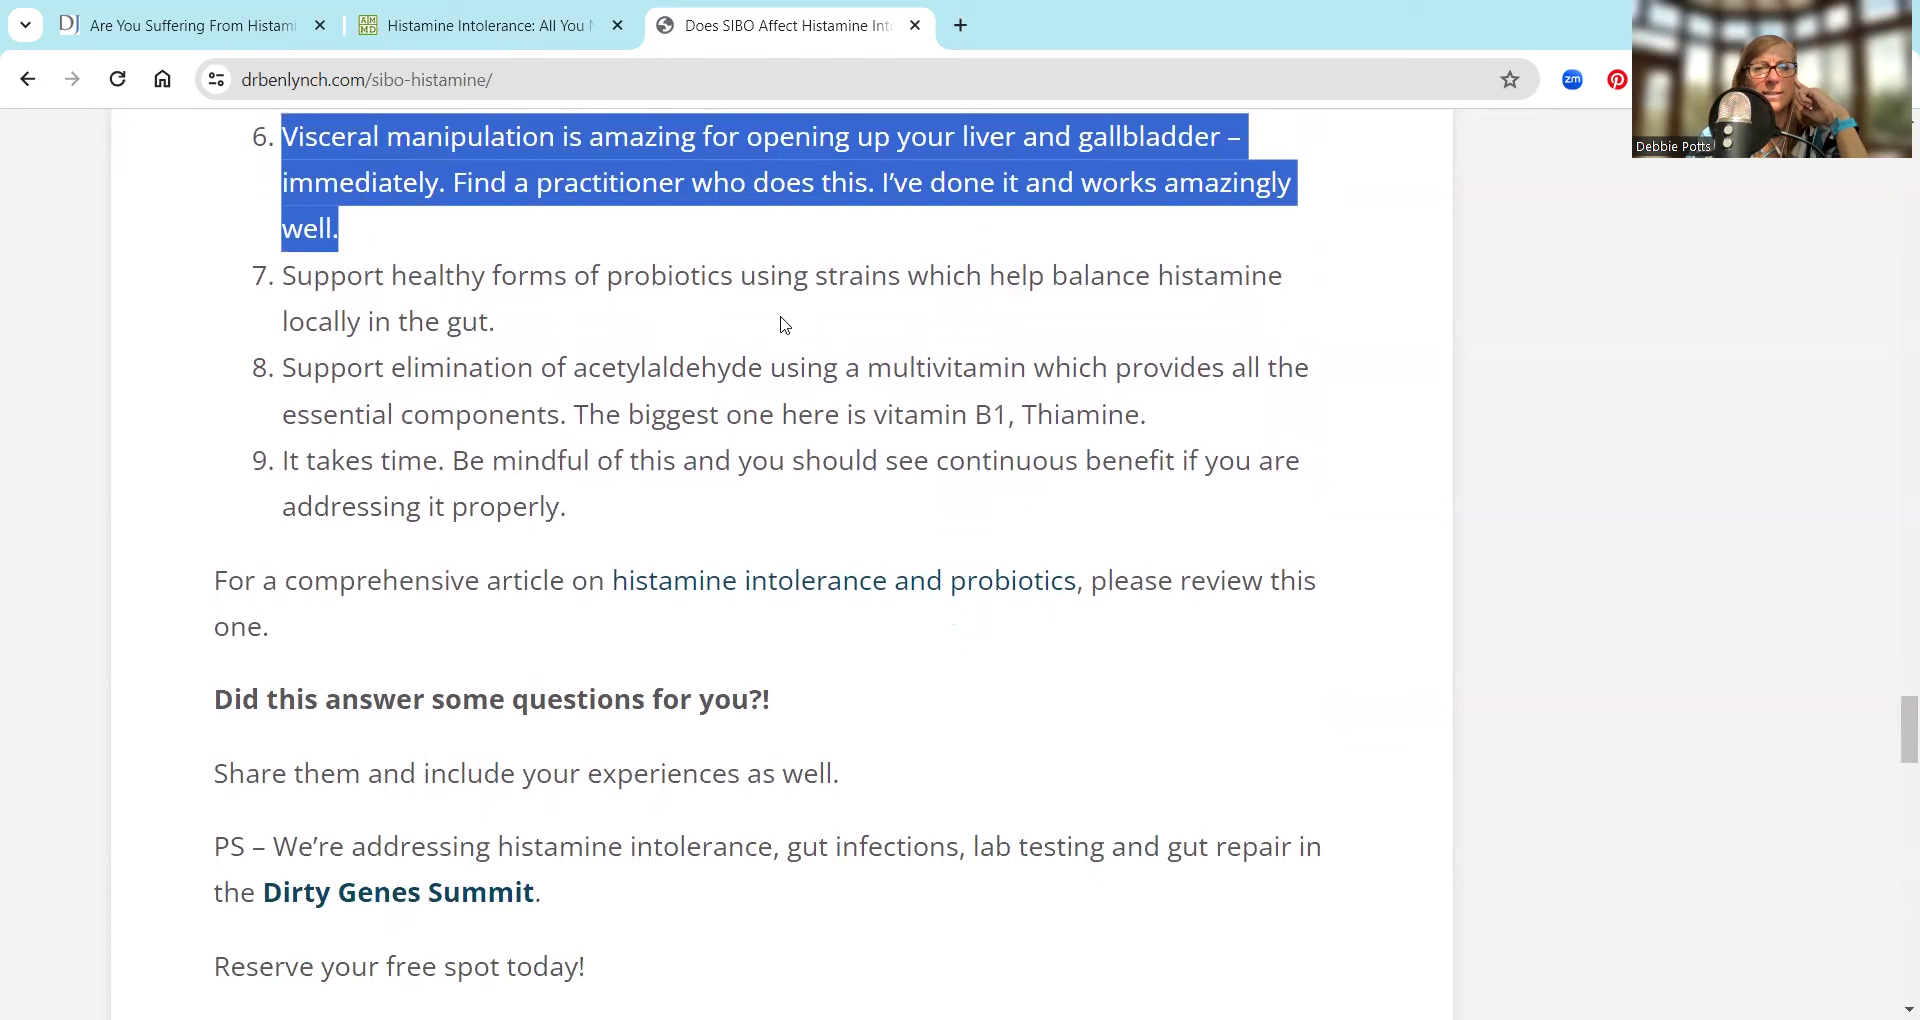 Are You Suffering From Histami
Histamine Intolerance: All You N
Does SIBO Affect Histamine Int
drbenlynch.com/sibo-histamine/
zm
Debbie Potts
6. Visceral manipulation is amazing for opening up your liver and gallbladder –
immediately. Find a practitioner who does this. I’ve done it and works amazingly
well.
7. Support healthy forms of probiotics using strains which help balance histamine
locally in the gut.
8. Support elimination of acetylaldehyde using a multivitamin which provides all the
essential components. The biggest one here is vitamin B1, Thiamine.
9. It takes time. Be mindful of this and you should see continuous benefit if you are
addressing it properly.
For a comprehensive article on histamine intolerance and probiotics, please review this
one.
Did this answer some questions for you?!
Share them and include your experiences as well.
PS – We’re addressing histamine intolerance, gut infections, lab testing and gut repair in
the Dirty Genes Summit.
Reserve your free spot today!